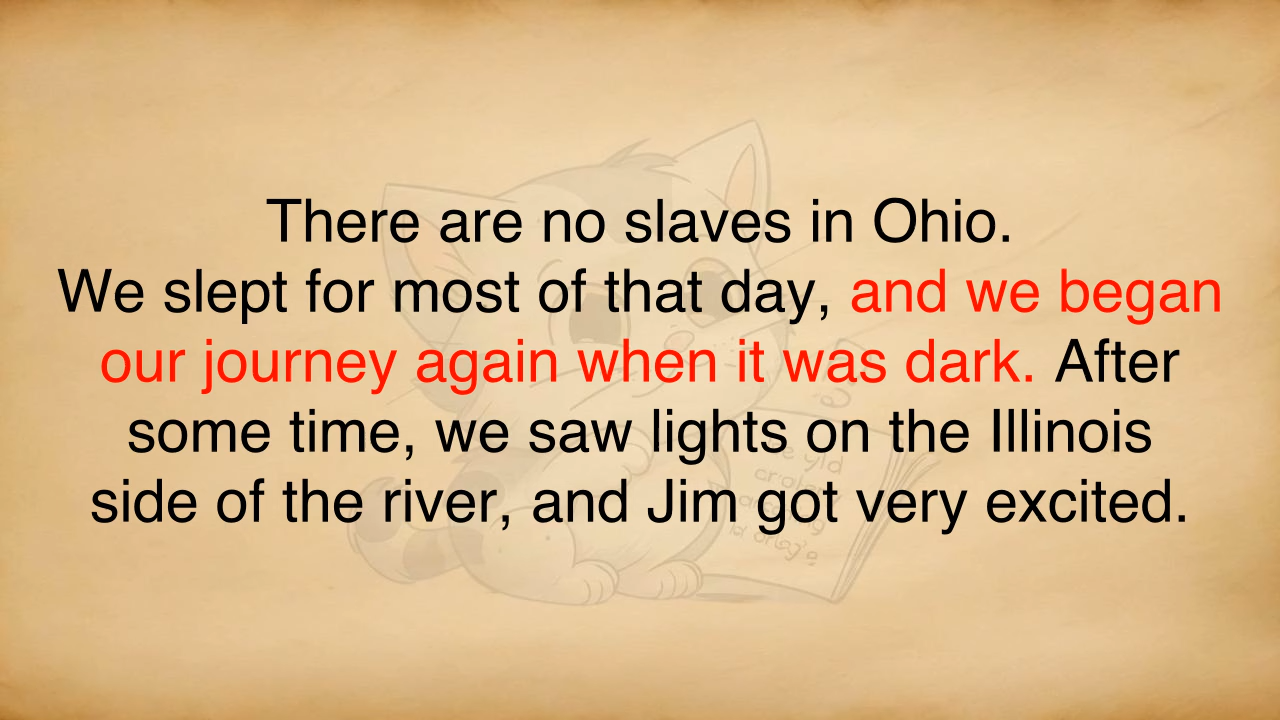 There are no slaves in Ohio.
We slept for most of that day, and we began
our journey again when it was dark. After
some time, we saw lights on the Illinois
side of the river, and Jim got very excited.